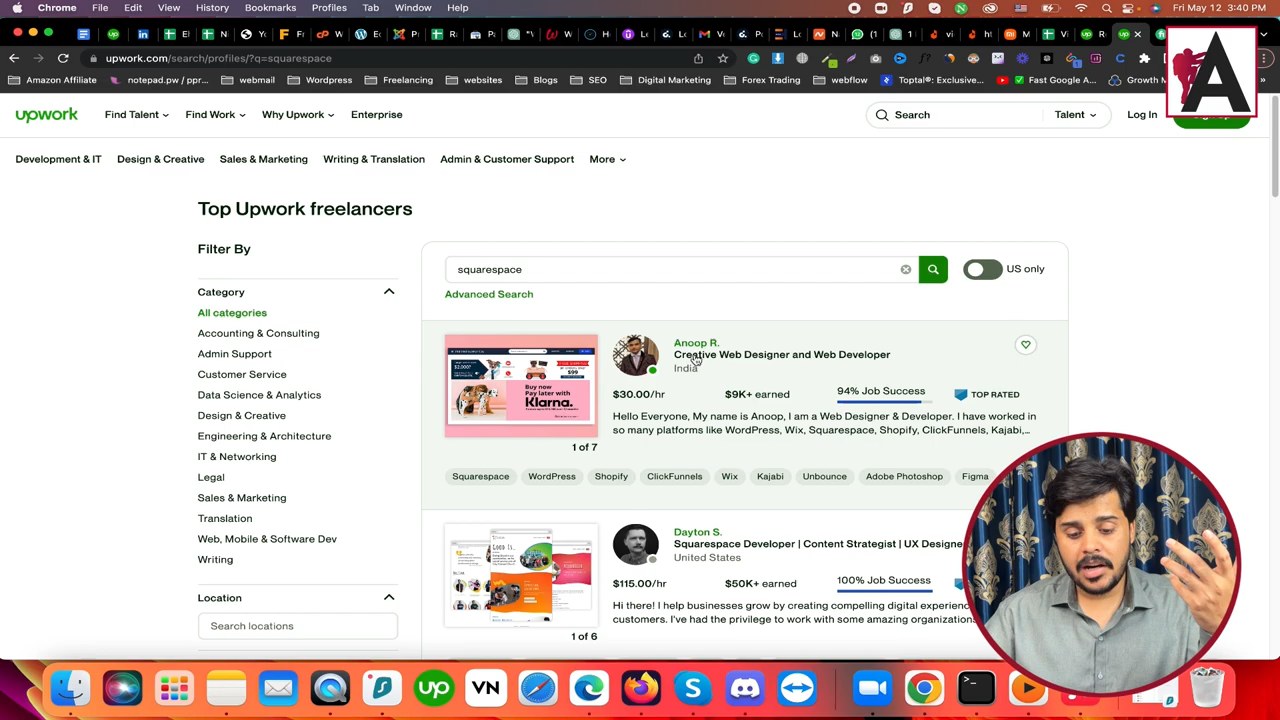 Chrome File Edit View History Bookmarks Profiles Tab Window Help
Fri May 12 3:40 PM
upwork.com/search/profiles/?q=squarespace
Amazon Affiliate notepad.pw / ppr... webmail Wordpress Freelancing websites Blogs SEO Digital Marketing Forex Trading webflow Toptal®: Exclusive... Fast Google A... Growth
A
upwork Find Talent Find Work Why Upwork Enterprise Search Talent Log In
Development & IT Design & Creative Sales & Marketing Writing & Translation Admin & Customer Support More
Top Upwork freelancers
Filter By
squarespace
US only
Advanced Search
Category
All categories
Accounting & Consulting
Admin Support
Customer Service
Data Science & Analytics
Design & Creative
Engineering & Architecture
IT & Networking
Legal
Sales & Marketing
Translation
Web, Mobile & Software Dev
Writing
Location
Search locations
Buy now
Pay later with
Klarna.
1 of 7
Anoop R.
Creative Web Designer and Web Developer
India
$30.00/hr $9K+ earned 94% Job Success TOP RATED
Hello Everyone, My name is Anoop, I am a Web Designer & Developer. I have worked in
so many platforms like WordPress, Wix, Squarespace, Shopify, ClickFunnels, Kajabi,...
Squarespace WordPress Shopify ClickFunnels Wix Kajabi Unbounce Adobe Photoshop Figma
1 of 6
Dayton S.
Squarespace Developer | Content Strategist | UX Designe
United States
$115.00/hr $50K+ earned 100% Job Success
Hi there! I help businesses grow by creating compelling digital experienc
customers. I've had the privilege to work with some amazing organization
up VN